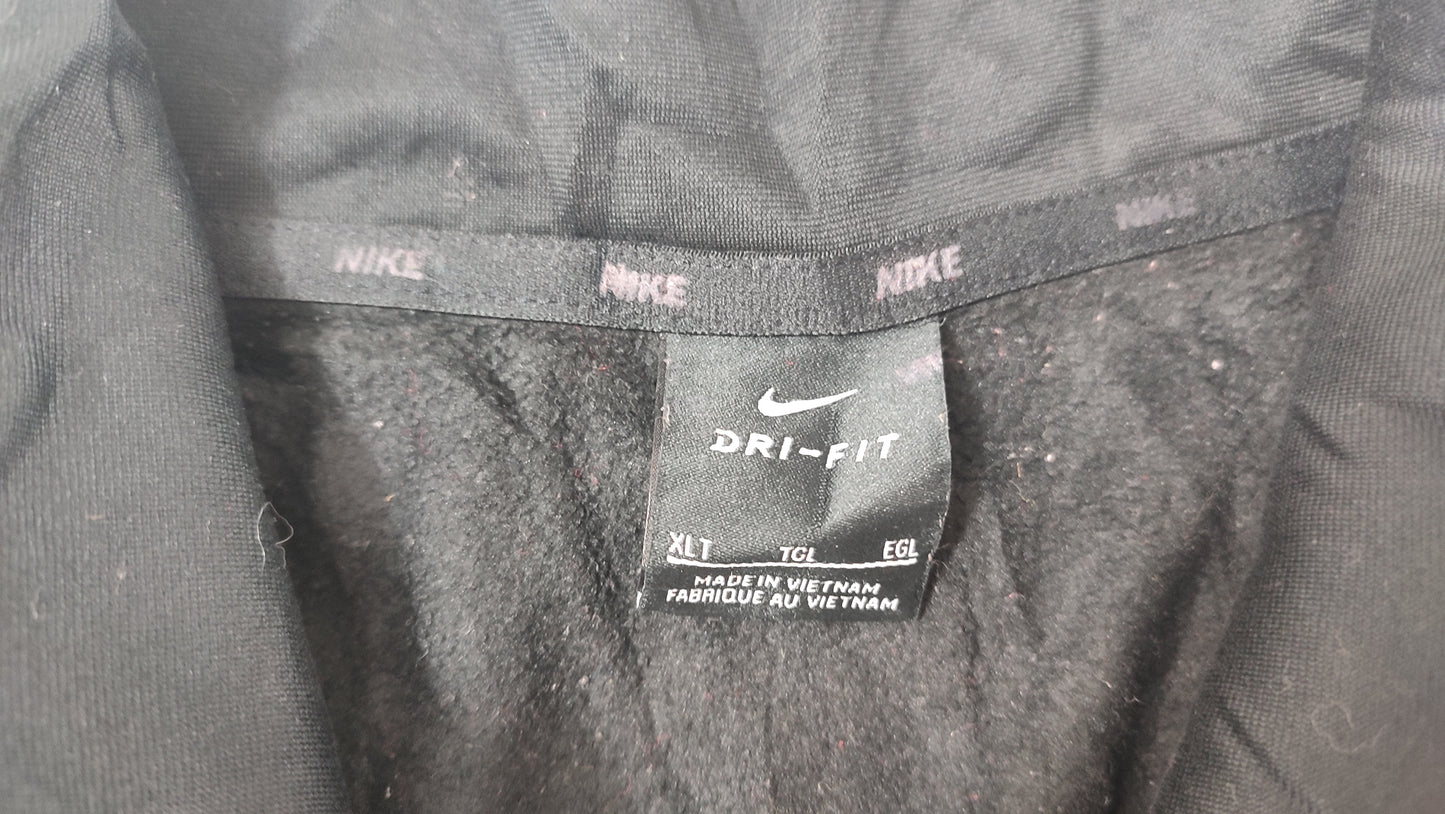 NIKE NIKE NIKE NIKE
DRI-FIT
XLT TGL EGL
MADE IN VIETNAM
FABRIQUE AU VIETNAM